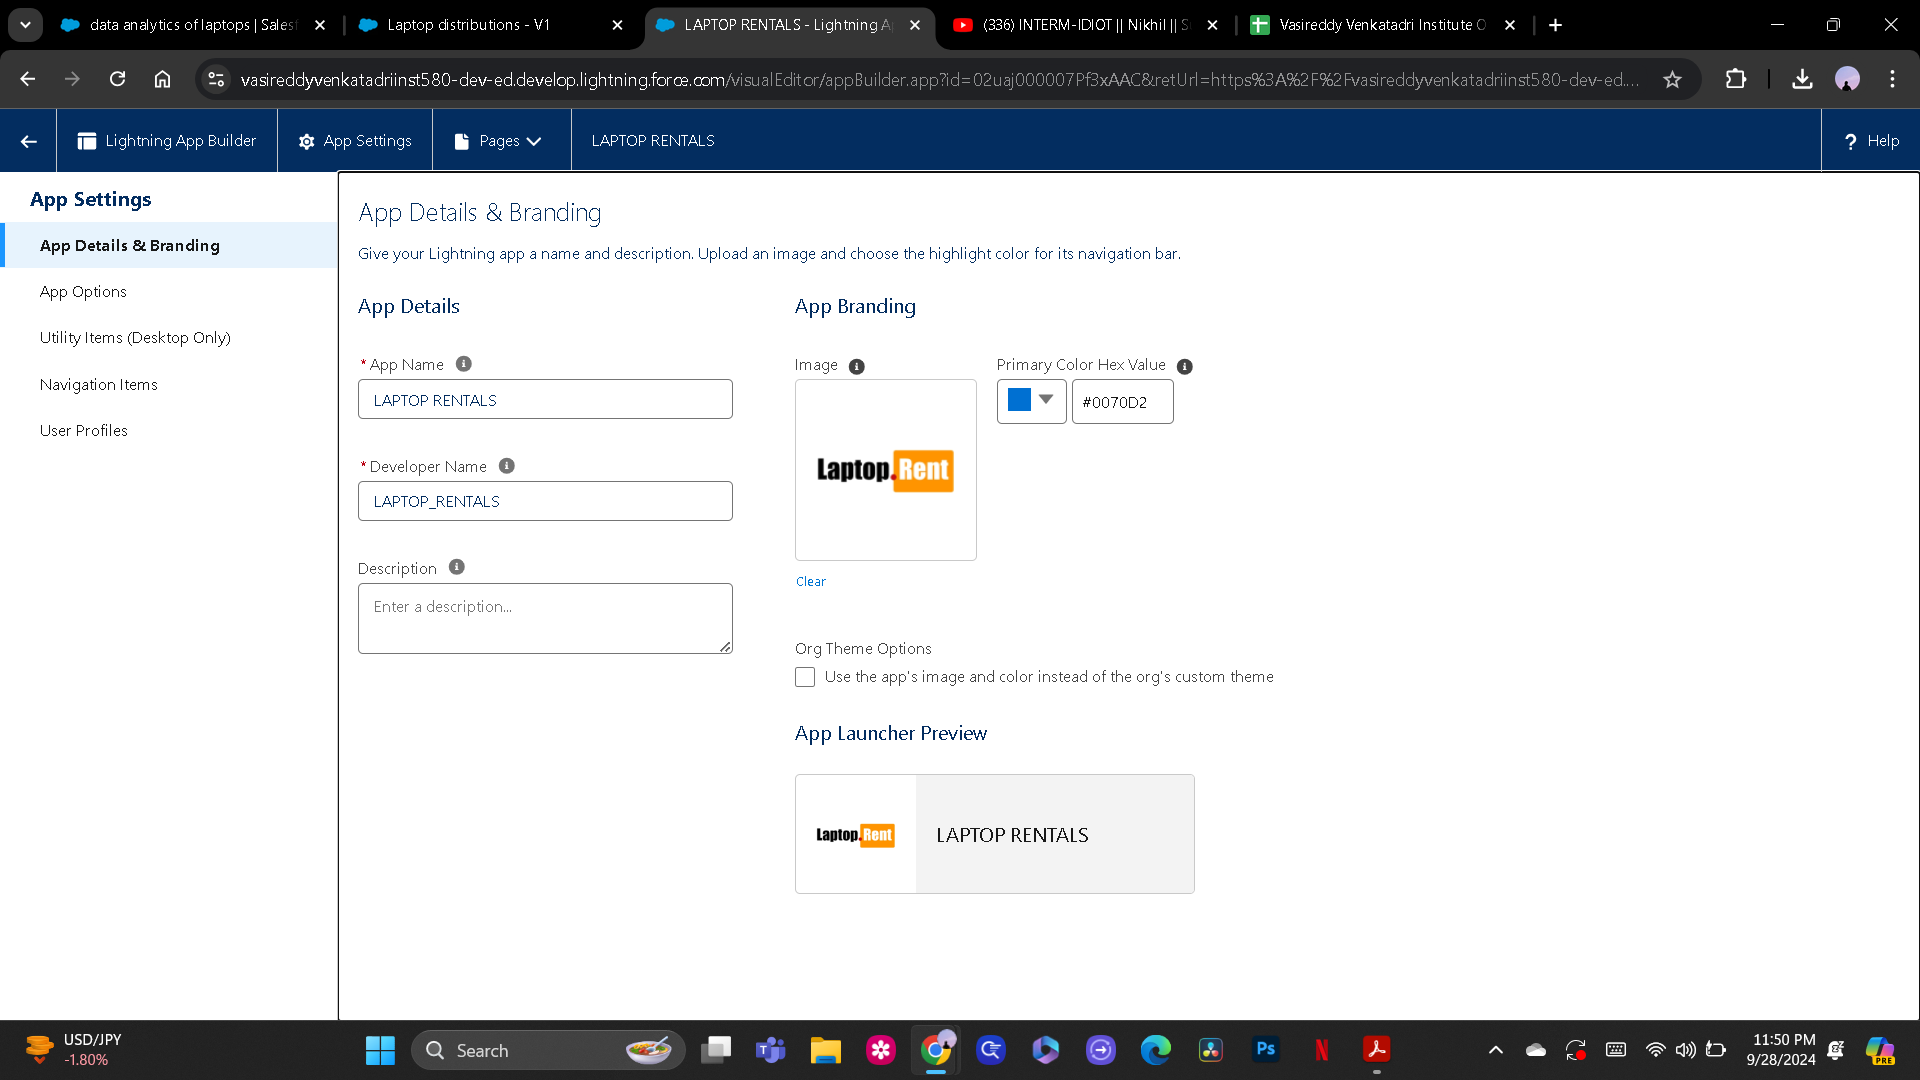 data analytics of laptops | Sales
Laptop distributions - V1
LAPTOP RENTALS - Lightning A
(336) INTERM-IDIOT || Nikhil || S
Vasireddy Venkatadri Institute O
vasireddyvenkatadriinst580-dev-ed.develop.lightning.force.com/visualEditor/appBuilder.app?id=02uaj000007Pf3xAAC&retUrl=https%3A%2F%2Fvasireddyvenkatadriinst580-dev-ed....
Lightning App Builder
App Settings
Pages
LAPTOP RENTALS
? Help
App Settings
App Details & Branding
App Options
Utility Items (Desktop Only)
Navigation Items
User Profiles
App Details & Branding
Give your Lightning app a name and description. Upload an image and choose the highlight color for its navigation bar.
App Details
* App Name
LAPTOP RENTALS
* Developer Name
LAPTOP_RENTALS
Description
Enter a description...
App Branding
Image
Laptop.Rent
Clear
Primary Color Hex Value
#0070D2
Org Theme Options
Use the app's image and color instead of the org's custom theme
App Launcher Preview
Laptop.Rent
LAPTOP RENTALS
USD/JPY
-1.80%
Search
Ps
PRE
11:50 PM
9/28/2024